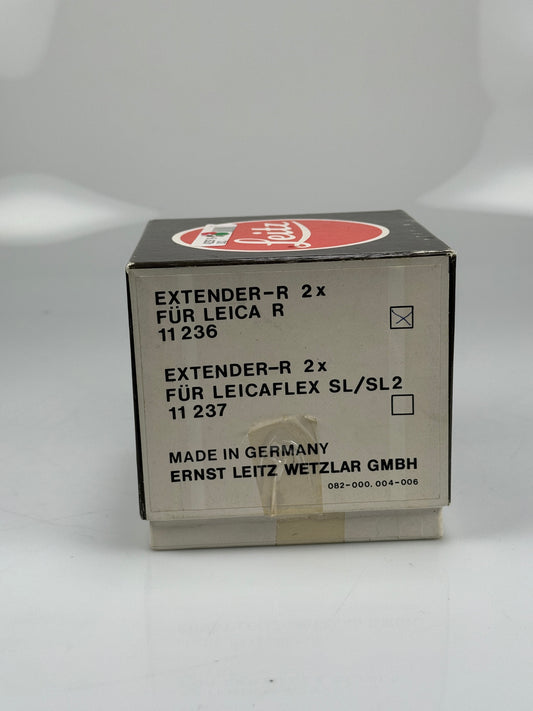 Leitz
EXTENDER-R 2x
FÜR LEICA R
11 236
EXTENDER-R 2x
FÜR LEICAFLEX SL/SL2
11 237
MADE IN GERMANY
ERNST LEITZ WETZLAR GMBH
082-000.004-006